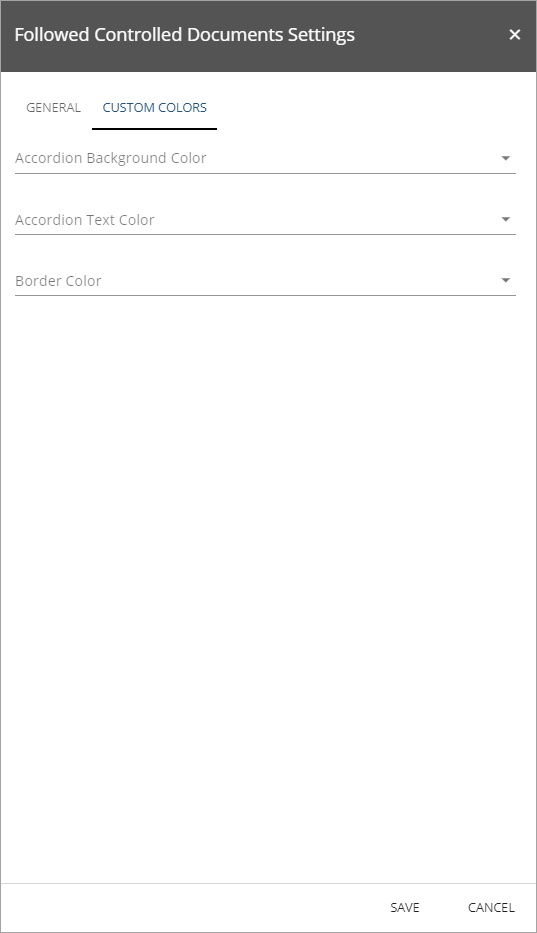 Followed Controlled Documents Settings
GENERAL CUSTOM COLORS
Accordion Background Color
Accordion Text Color
Border Color
SAVE CANCEL